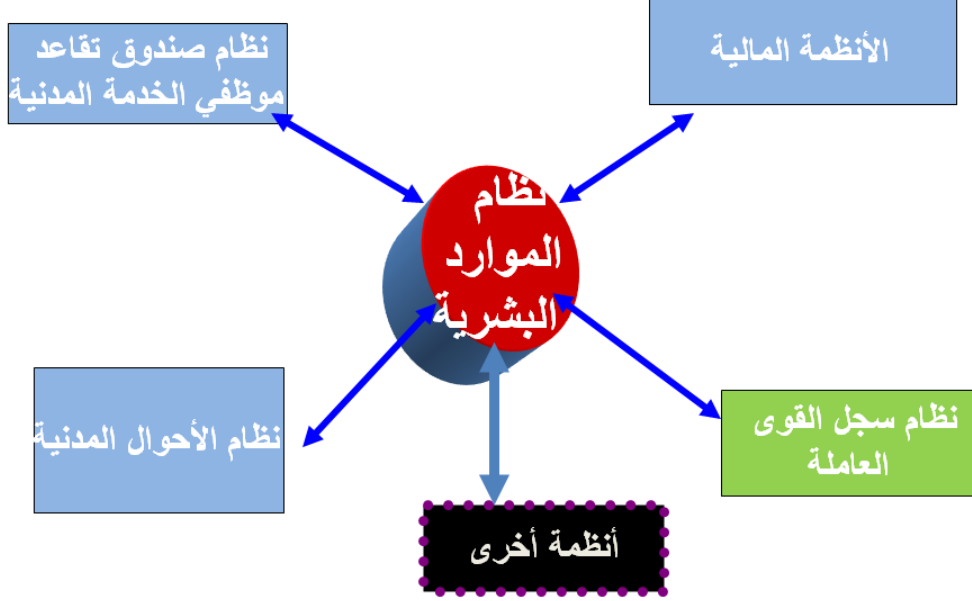 الأنظمة المالية
نظام صندوق تقاعد
موظفي الخدمة المدنية
نظام
الموارد
البشرية
نظام سجل القوى
العاملة
نظام الأحوال المدنية
أنظمة أخرى